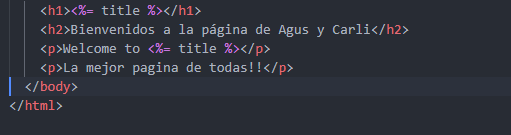 <h1><%= title %></h1>
<h2>Bienvenidos a la página de Agus y Carli</h2>
<p>Welcome to <%= title %></p>
<p>La mejor pagina de todas!!</p>
</body>
</html>